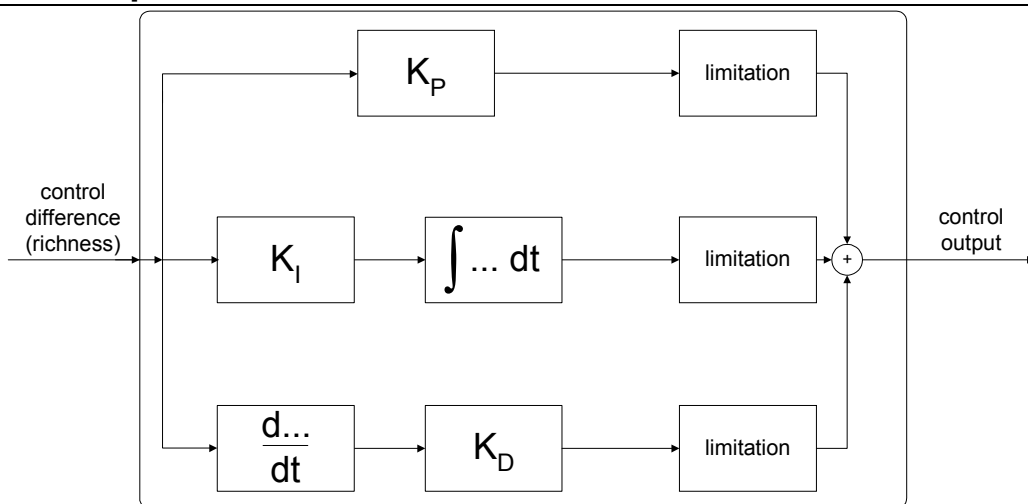 K_P
limitation
control
difference
(richness)
K_I
∫ ... dt
limitation
+
control
output
d...
dt
K_D
limitation